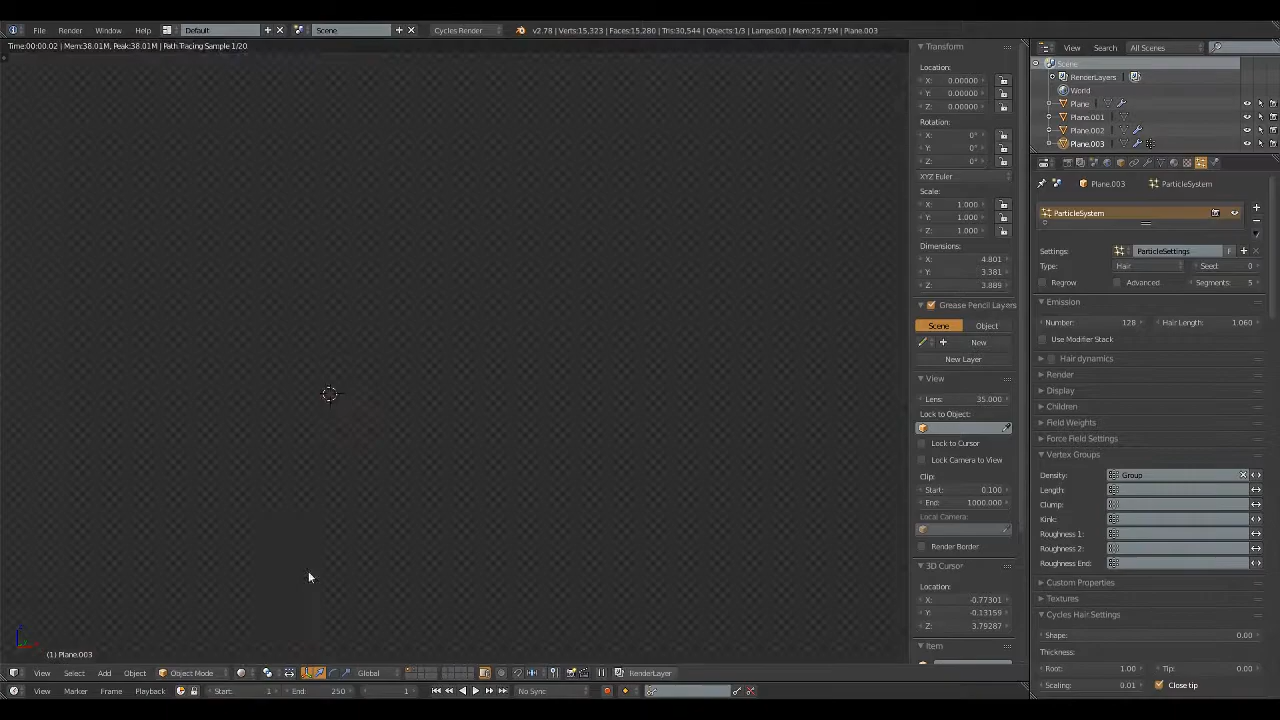 File Render Window Help Default Scene Cycles Render v2.78 | Verts:15,323 | Faces:15,280 | Tris:30,544 | Objects:1/3 | Lamps:0/0 | Mem:25.75M | Plane.003
Time:00:00.02 | Mem:38.01M, Peak:38.01M | Path Tracing Sample 1/20
Transform
Location:
X: 0.00000
Y: 0.00000
Z: 0.00000
Rotation:
X: 0°
Y: 0°
Z: 0°
XYZ Euler
Scale:
X: 1.000
Y: 1.000
Z: 1.000
Dimensions:
X: 4.801
Y: 3.381
Z: 3.889
Grease Pencil Layers
Scene Object
New
New Layer
View
Lens: 35.000
Lock to Object:
Lock to Cursor
Lock Camera to View
Clip:
Start: 0.100
End: 1000.000
Local Camera:
Render Border
3D Cursor
Location:
X: -0.77301
Y: -0.13159
Z: 3.79287
Item
View Search All Scenes
Scene
RenderLayers
World
Plane
Plane.001
Plane.002
Plane.003
Plane.003 ParticleSystem
ParticleSystem
Settings: ParticleSettings F
Type: Hair Seed: 0
Regrow Advanced Segments: 5
Emission
Number: 128 Hair Length: 1.060
Use Modifier Stack
Hair dynamics
Render
Display
Children
Field Weights
Force Field Settings
Vertex Groups
Density: Group
Length:
Clump:
Kink:
Roughness 1:
Roughness 2:
Roughness End:
Custom Properties
Textures
Cycles Hair Settings
Shape: 0.00
Thickness:
Root: 1.00 Tip: 0.00
Scaling: 0.01 Close tip
(1) Plane.003
View Select Add Object Object Mode Global RenderLayer
View Marker Frame Playback Start: 1 End: 250 1 No Sync